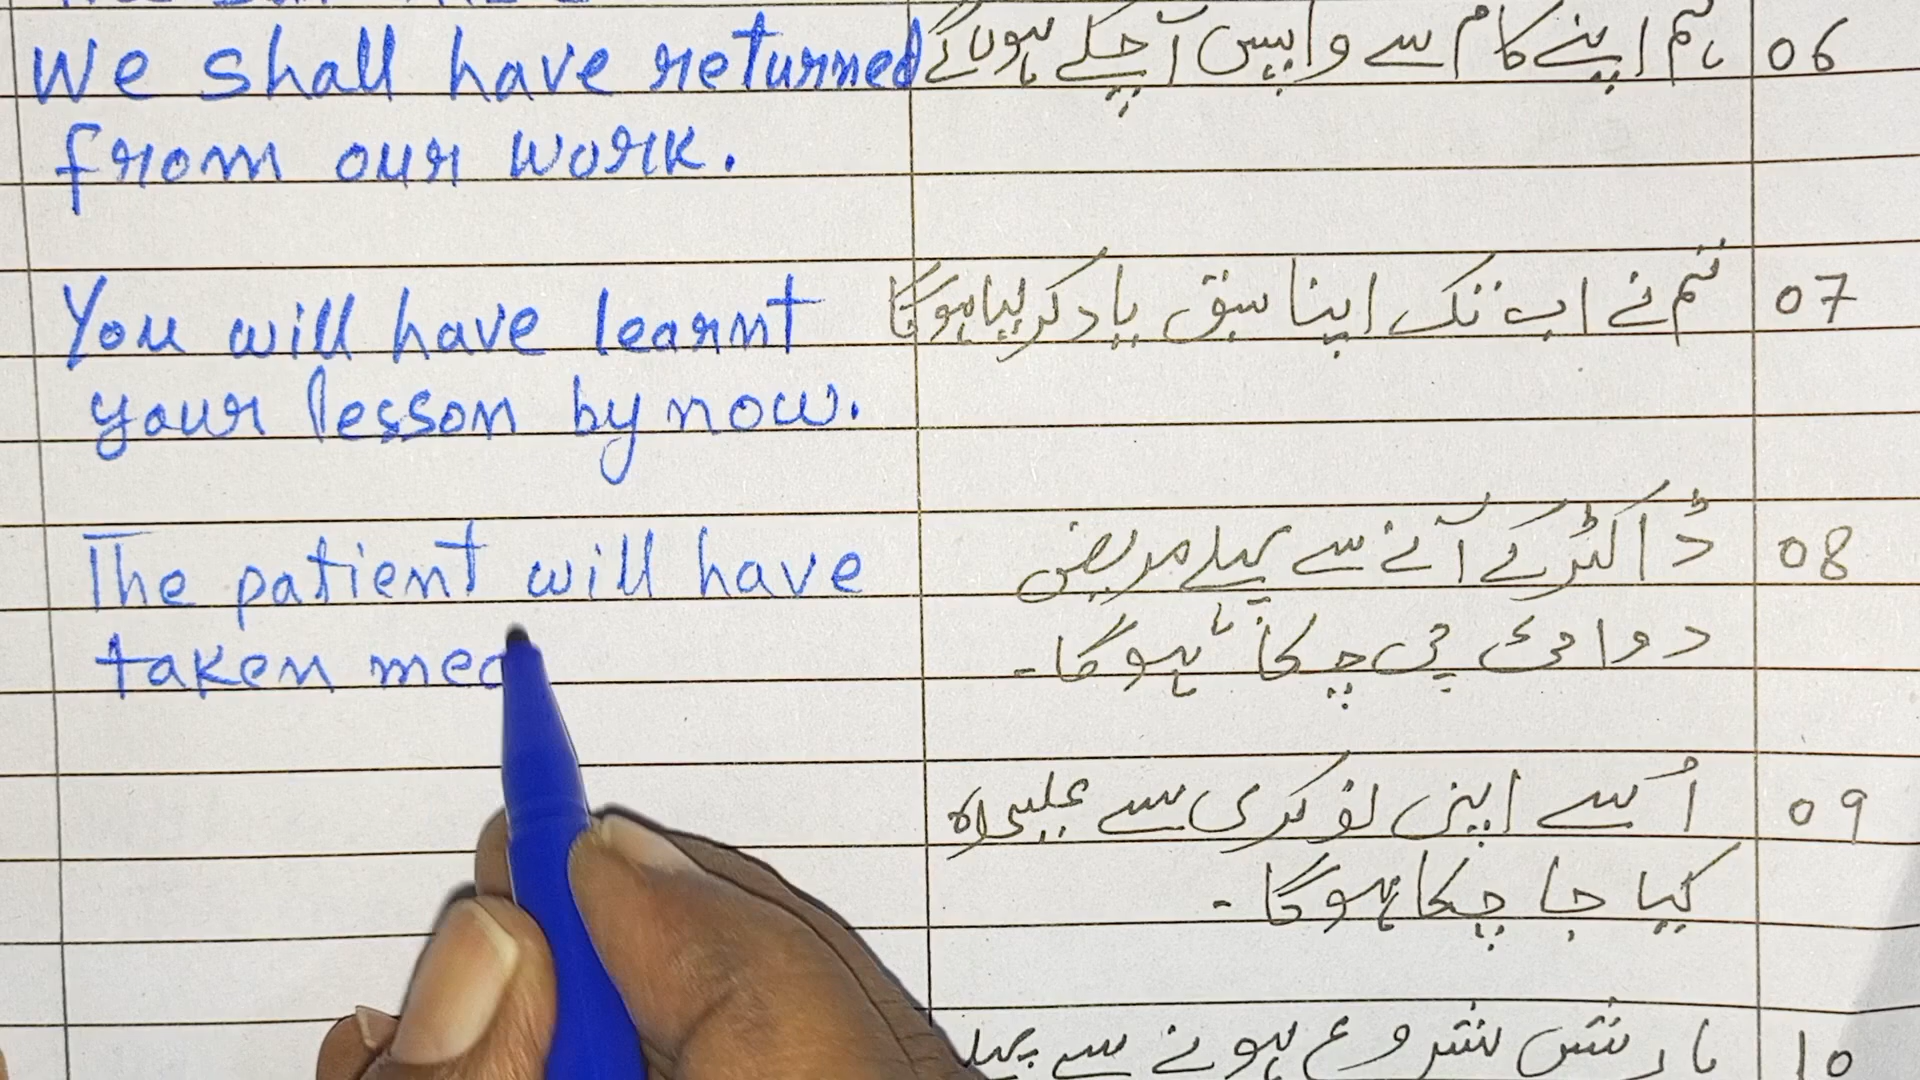 We shall have returned ہم اپنے کام سے واپس آچکے ہوں گے 06
from our work.
You will have learnt تم نے اب تک اپنا سبق یاد کر لیا ہوگا 07
your lesson by now.
The patient will have ڈاکٹر کے آنے سے پہلے مریض 08
taken med دوائی پی چکا ہوگا۔
اُسے اپنی نوکری سے علیحداہ 09
کیا جا چکا ہوگا۔
بارش شروع ہونے سے پہلے 10